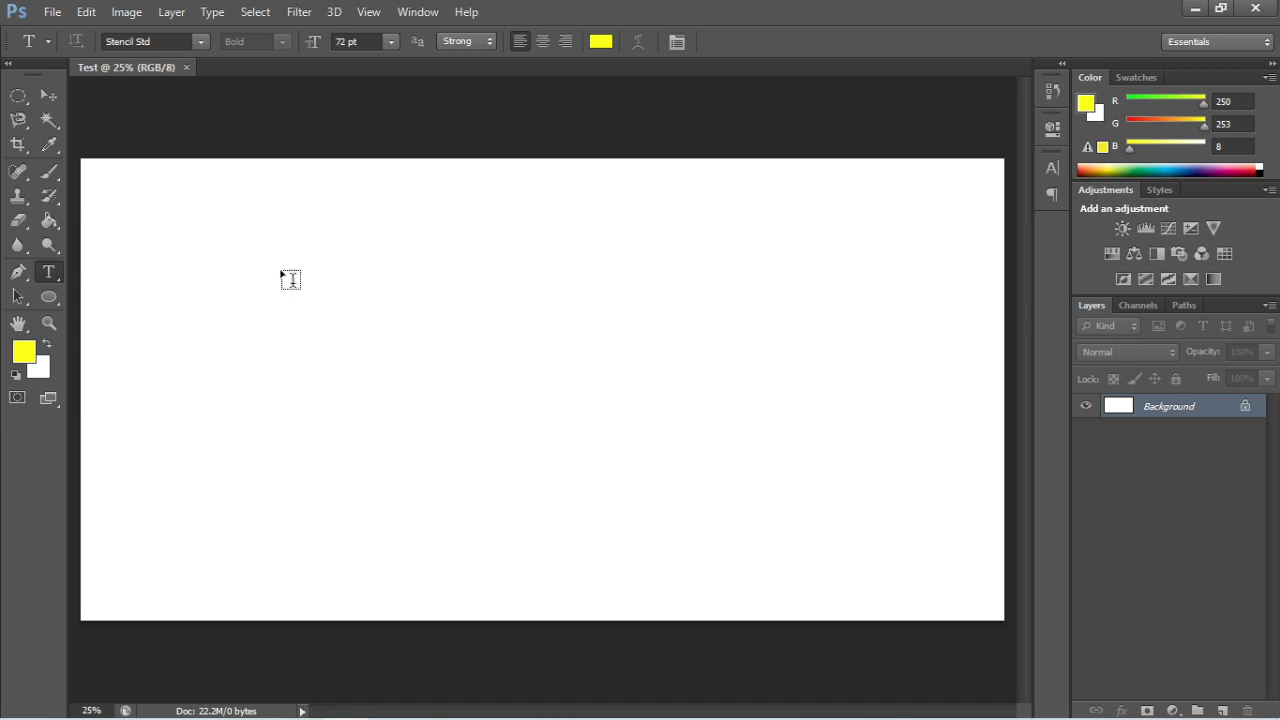 Ps File Edit Image Layer Type Select Filter 3D View Window Help
T Stencil Std Bold 72 pt aa Strong Essentials
Test @ 25% (RGB/8)
Color Swatches
R 250
G 253
B 8
Adjustments Styles
Add an adjustment
Layers Channels Paths
Kind
Normal Opacity: 100%
Lock: Fill: 100%
Background
25% Doc: 22.2M/0 bytes